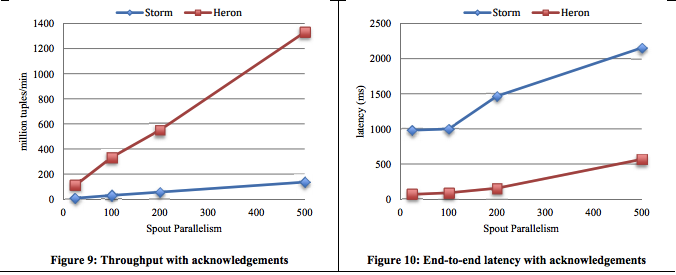 Storm Heron
1400
1200
1000
800
600
400
200
0
million tuples/min
0 100 200 300 400 500
Spout Parallelism
Figure 9: Throughput with acknowledgements
Storm Heron
2500
2000
1500
1000
500
0
latency (ms)
0 100 200 300 400 500
Spout Parallelism
Figure 10: End-to-end latency with acknowledgements